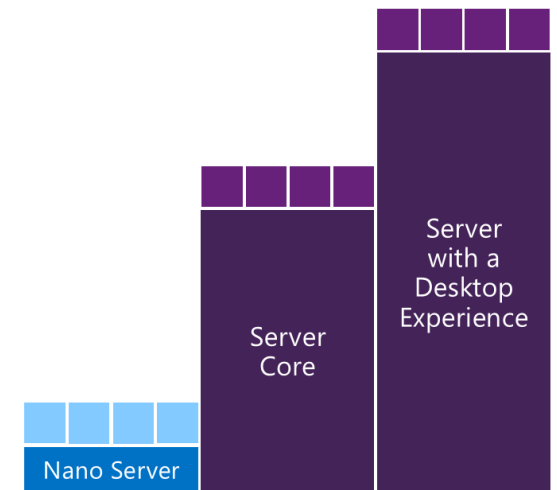 Server
with a
Desktop
Experience
Server
Core
Nano Server